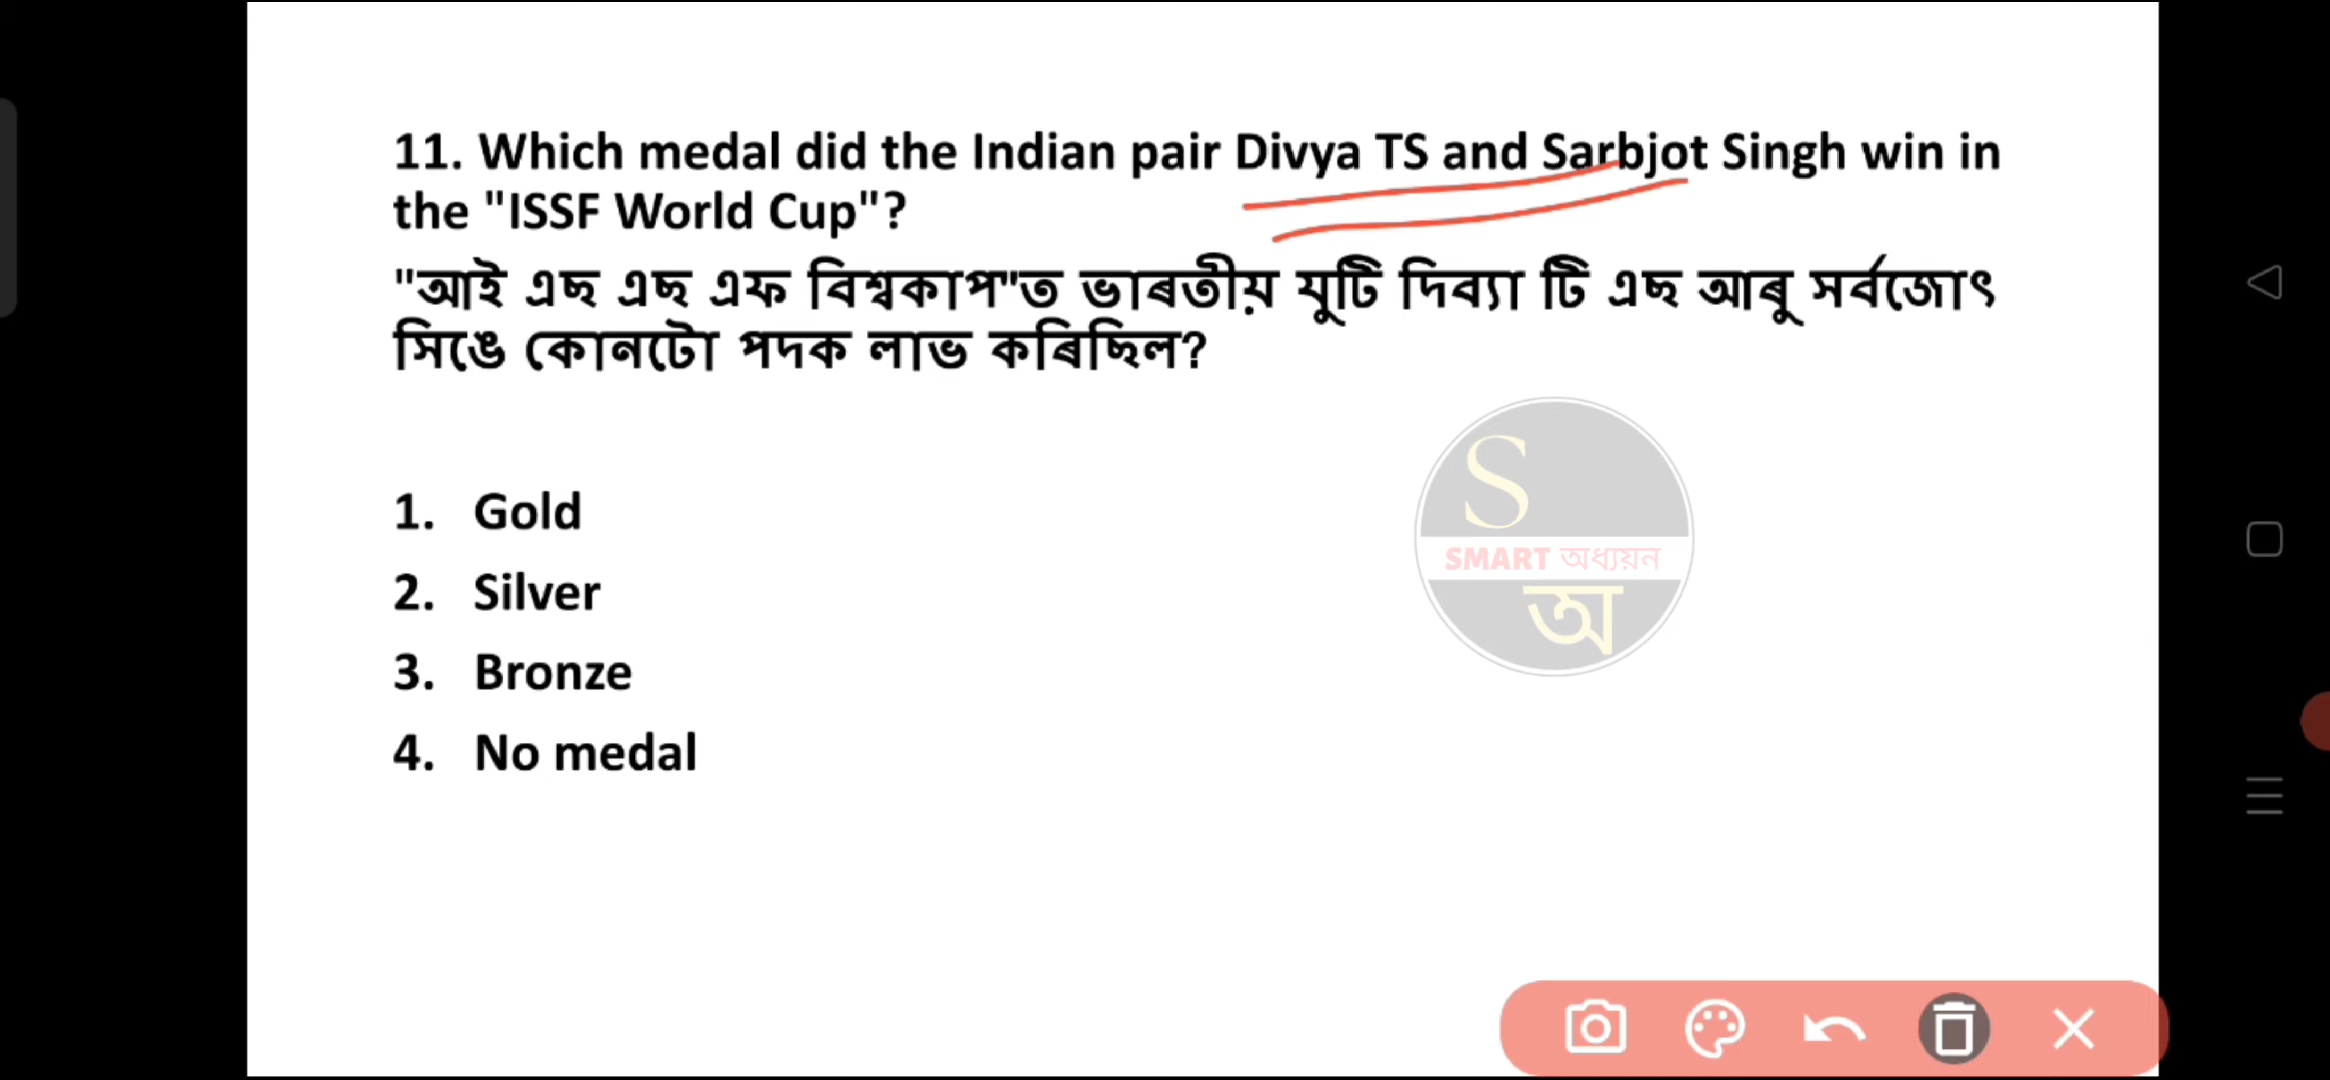 11. Which medal did the Indian pair Divya TS and Sarbjot Singh win in
the "ISSF World Cup"?
"আই এছ এছ এফ বিশ্বকাপ"ত ভাৰতীয় যুটি দিব্যা টি এছ আৰু সৰ্বজোৎ
সিঙে কোনটো পদক লাভ কৰিছিল?
1. Gold
2. Silver
3. Bronze
4. No medal
S
SMART অধ্যয়ন
অ